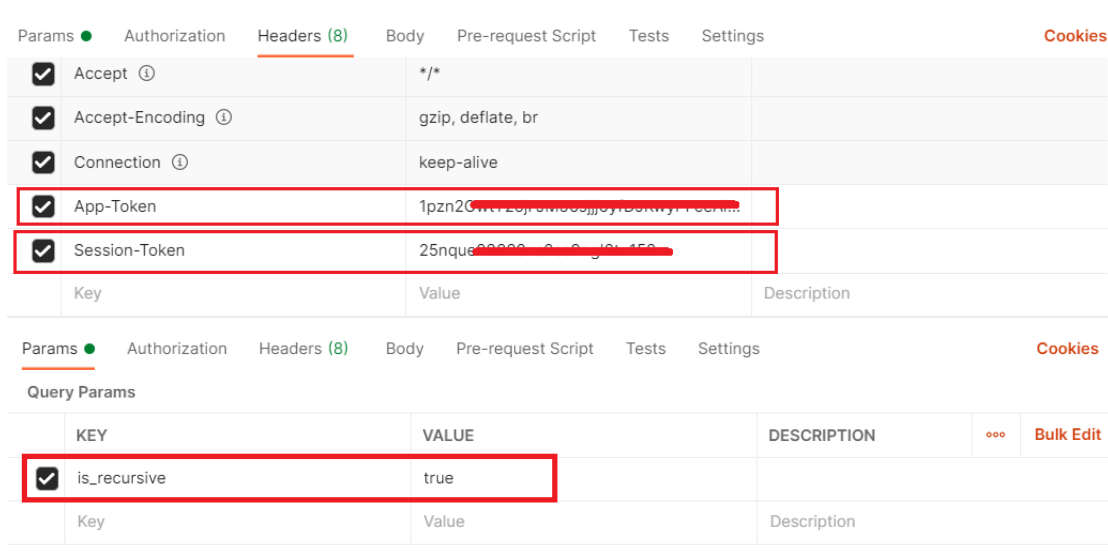 Params Authorization Headers (8) Body Pre-request Script Tests Settings Cookies
Accept */*
Accept-Encoding gzip, deflate, br
Connection keep-alive
App-Token
Session-Token
Key Value Description
Params Authorization Headers (8) Body Pre-request Script Tests Settings Cookies
Query Params
KEY VALUE DESCRIPTION ooo Bulk Edit
is_recursive true
Key Value Description